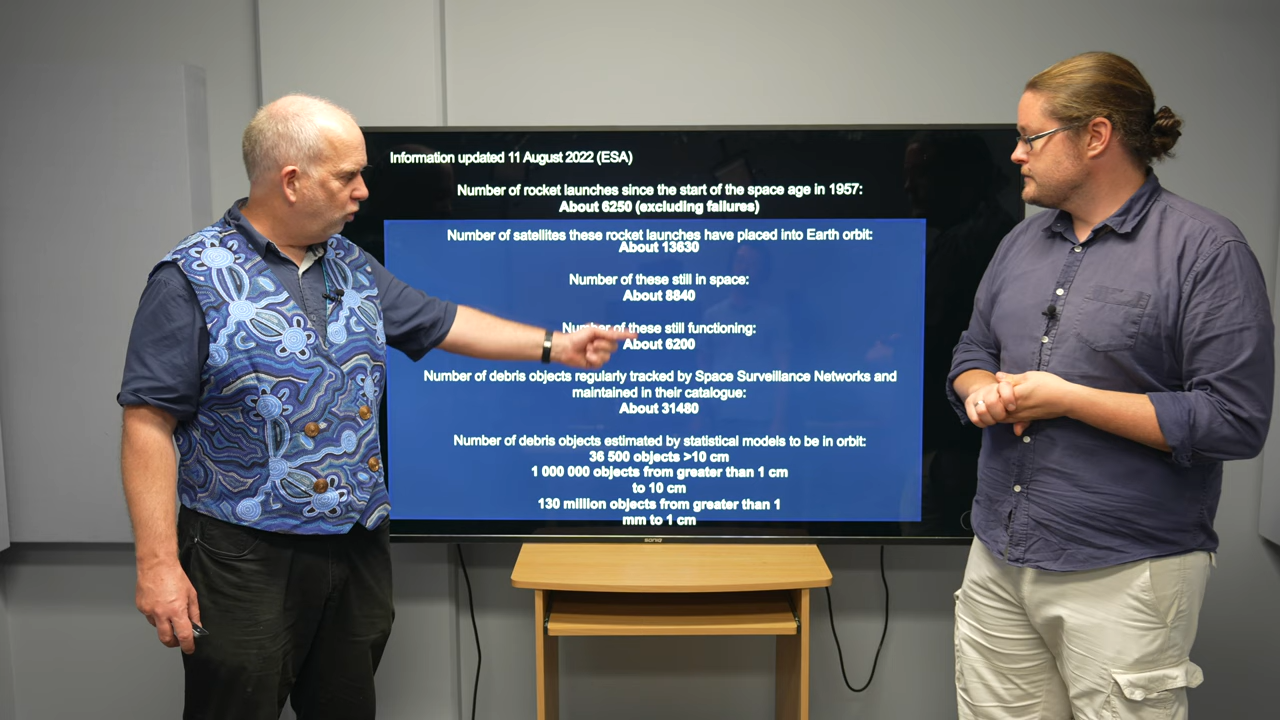 Information updated 11 August 2022 (ESA)
Number of rocket launches since the start of the space age in 1957:
About 6250 (excluding failures)
Number of satellites these rocket launches have placed into Earth orbit:
About 13630
Number of these still in space:
About 8840
Number of these still functioning:
About 6200
Number of debris objects regularly tracked by Space Surveillance Networks and
maintained in their catalogue:
About 31480
Number of debris objects estimated by statistical models to be in orbit:
36 500 objects >10 cm
1 000 000 objects from greater than 1 cm
to 10 cm
130 million objects from greater than 1
mm to 1 cm
soniq